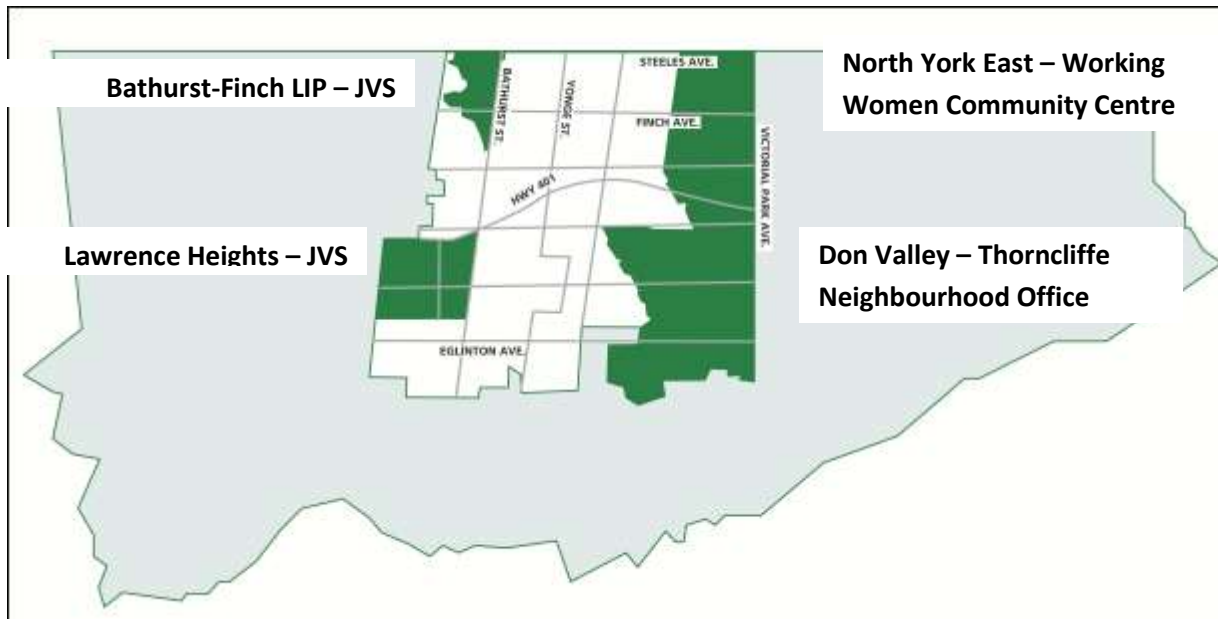 STEELES AVE.
Bathurst-Finch LIP – JVS
BATHURST ST.
YONGE ST.
FINCH AVE.
VICTORIAL PARK AVE.
North York East – Working
Women Community Centre
HWY 401
Lawrence Heights – JVS
Don Valley – Thorncliffe
Neighbourhood Office
EGLINTON AVE.